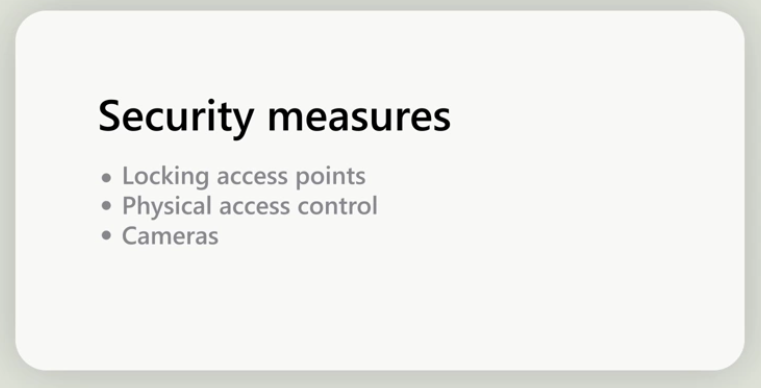 Security measures
• Locking access points
• Physical access control
• Cameras